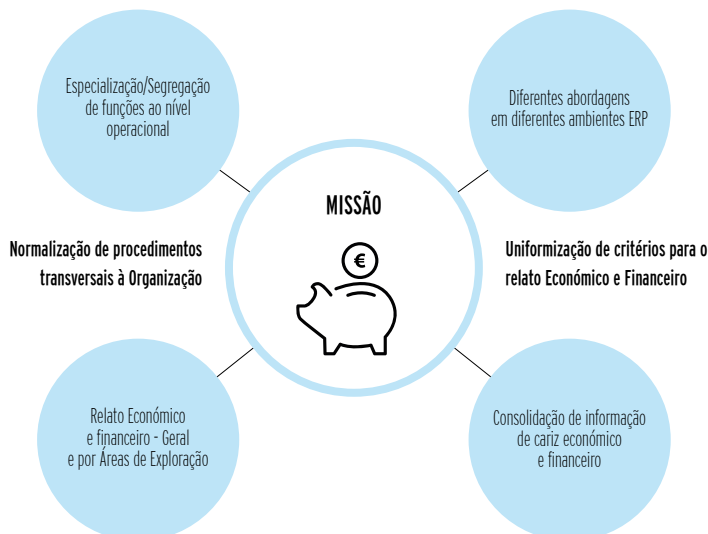 Especialização/Segregação
de funções ao nível
operacional
Diferentes abordagens
em diferentes ambientes ERP
MISSÃO
€
Normalização de procedimentos
transversais à Organização
Uniformização de critérios para o
relato Económico e Financeiro
Relato Económico
e financeiro - Geral
e por Áreas de Exploração
Consolidação de informação
de cariz económico
e financeiro